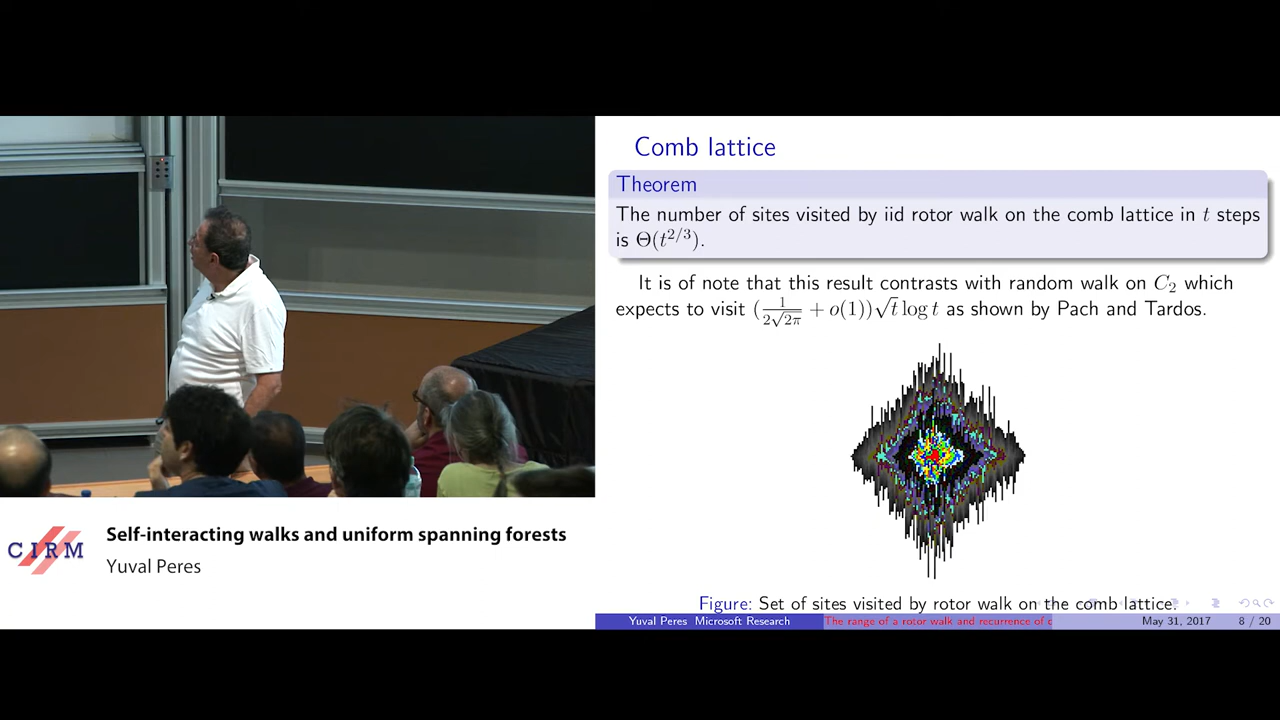 Comb lattice
Theorem
The number of sites visited by iid rotor walk on the comb lattice in t steps
is Θ(t^{2/3}).
It is of note that this result contrasts with random walk on C_2 which
expects to visit (\frac{1}{2\sqrt{2π}} + o(1))√t log t as shown by Pach and Tardos.
Figure: Set of sites visited by rotor walk on the comb lattice.
Yuval Peres Microsoft Research
The range of a rotor walk and recurrence of
May 31, 2017
8 / 20
CIRM
Self-interacting walks and uniform spanning forests
Yuval Peres